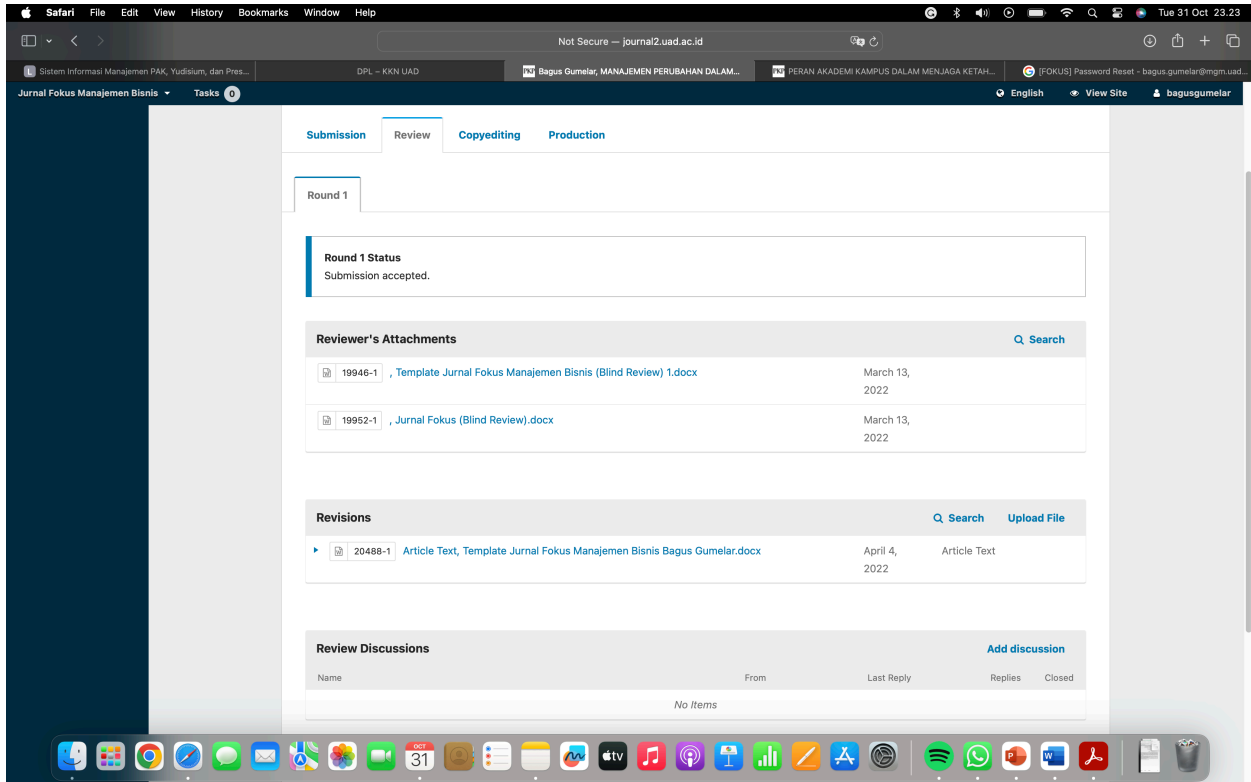 Safari File Edit View History Bookmarks Window Help Tue 31 Oct 23.23
Not Secure — journal2.uad.ac.id
Sistem Informasi Manajemen PAK, Yudisium, dan Pres... DPL – KKN UAD PKP Bagus Gumelar, MANAJEMEN PERUBAHAN DALAM... PKP PERAN AKADEMI KAMPUS DALAM MENJAGA KETAH... [FOKUS] Password Reset - bagus.gumelar@mgm.uad...
Jurnal Fokus Manajemen Bisnis Tasks 0 English View Site bagusgumelar
Submission Review Copyediting Production
Round 1
Round 1 Status
Submission accepted.
Reviewer's Attachments Search
19946-1 , Template Jurnal Fokus Manajemen Bisnis (Blind Review) 1.docx March 13,
2022
19952-1 , Jurnal Fokus (Blind Review).docx March 13,
2022
Revisions Search Upload File
20488-1 Article Text, Template Jurnal Fokus Manajemen Bisnis Bagus Gumelar.docx April 4, Article Text
2022
Review Discussions Add discussion
Name From Last Reply Replies Closed
No Items
OCT
31
tv